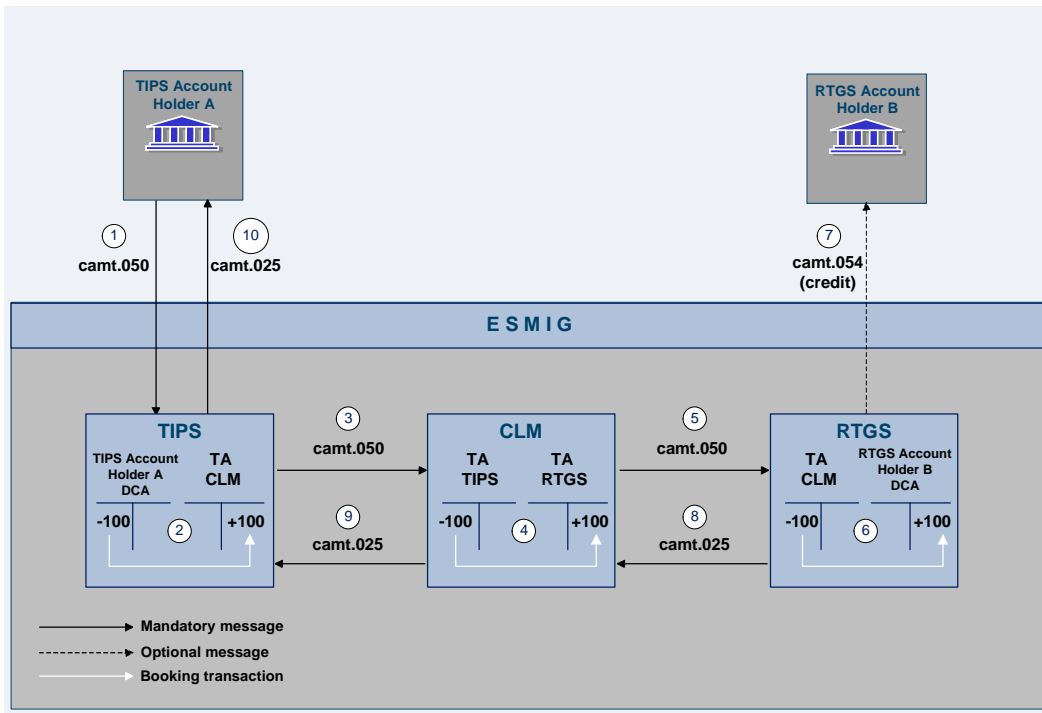 TIPS Account
Holder A
RTGS Account
Holder B
1
camt.050
10
camt.025
7
camt.054
(credit)
E S M I G
TIPS
TIPS Account
Holder A
DCA
TA
CLM
-100
2
+100
3
camt.050
9
camt.025
CLM
TA
TIPS
TA
RTGS
-100
4
+100
5
camt.050
8
camt.025
RTGS
TA
CLM
RTGS Account
Holder B
DCA
-100
6
+100
Mandatory message
Optional message
Booking transaction